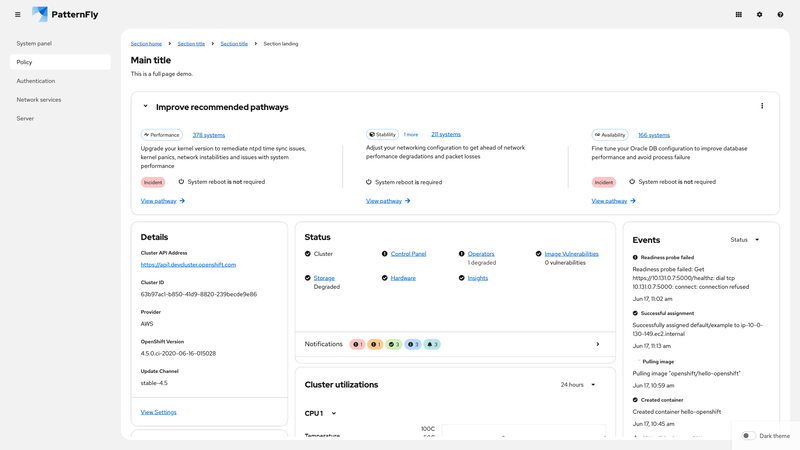 PatternFly
System panel
Policy
Authentication
Network services
Server
Section home
Section title
Section title
Section landing
Main title
This is a full page demo.
Improve recommended pathways
Performance
378 systems
Upgrade your kernel version to remediate ntpd time sync issues,
kernel panics, network instabilities and issues with system
performance
Incident
System reboot is not required
View pathway
Stability
1 more
211 systems
Adjust your networking configuration to get ahead of network
perfomance degradations and packet losses
System reboot is required
View pathway
Availability
166 systems
Fine tune your Oracle DB configuration to improve database
performance and avoid process failure
Incident
System reboot is not required
View pathway
Details
Cluster API Address
https://api1.devcluster.openshift.com
Cluster ID
63b97ac1-b850-41d9-8820-239becde9e86
Provider
AWS
OpenShift Version
4.5.0.ci-2020-06-16-015028
Update Channel
stable-4.5
View Settings
Status
Cluster
Control Panel
Operators
1 degraded
Image Vulnerabilities
0 vulnerabilities
Storage
Degraded
Hardware
Insights
Notifications
1
1
3
3
3
Cluster utilizations
24 hours
CPU 1
Temperature
100C
50C
Events
Status
Readiness probe failed
Readiness probe failed: Get
https://10.131.0.7:5000/healthz: dial tcp
10.131.0.7:5000: connect: connection refused
Jun 17, 11:02 am
Successful assignment
Successfully assigned default/example to ip-10-0-
130-149.ec2.internal
Jun 17, 11:13 am
Pulling image
Pulling image "openshift/hello-openshift"
Jun 17, 10:59 am
Created container
Created container hello-openshift
Jun 17, 10:45 am
Dark theme